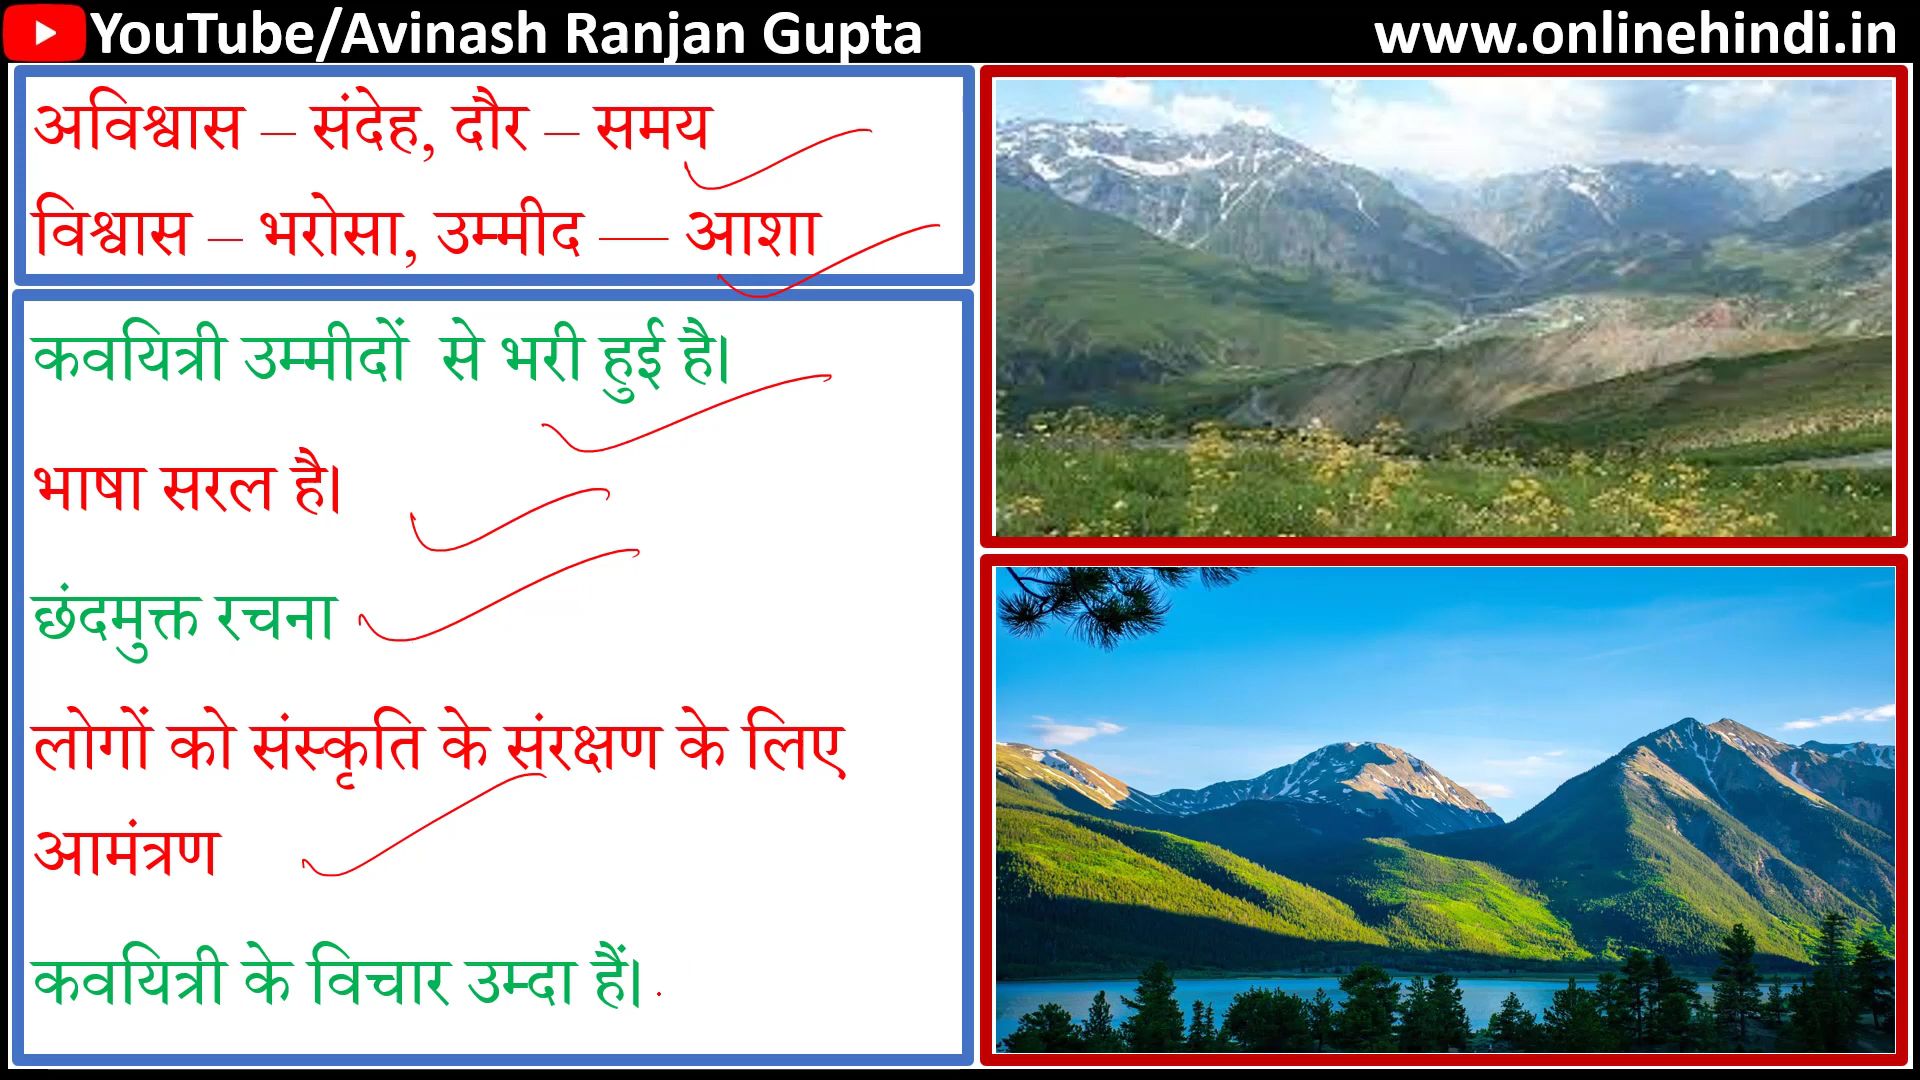 YouTube/Avinash Ranjan Gupta
www.onlinehindi.in
अविश्वास – संदेह, दौर – समय
विश्वास – भरोसा, उम्मीद — आशा
कवयित्री उम्मीदों से भरी हुई है।
भाषा सरल है।
छंदमुक्त रचना
लोगों को संस्कृति के संरक्षण के लिए
आमंत्रण
कवयित्री के विचार उम्दा हैं।